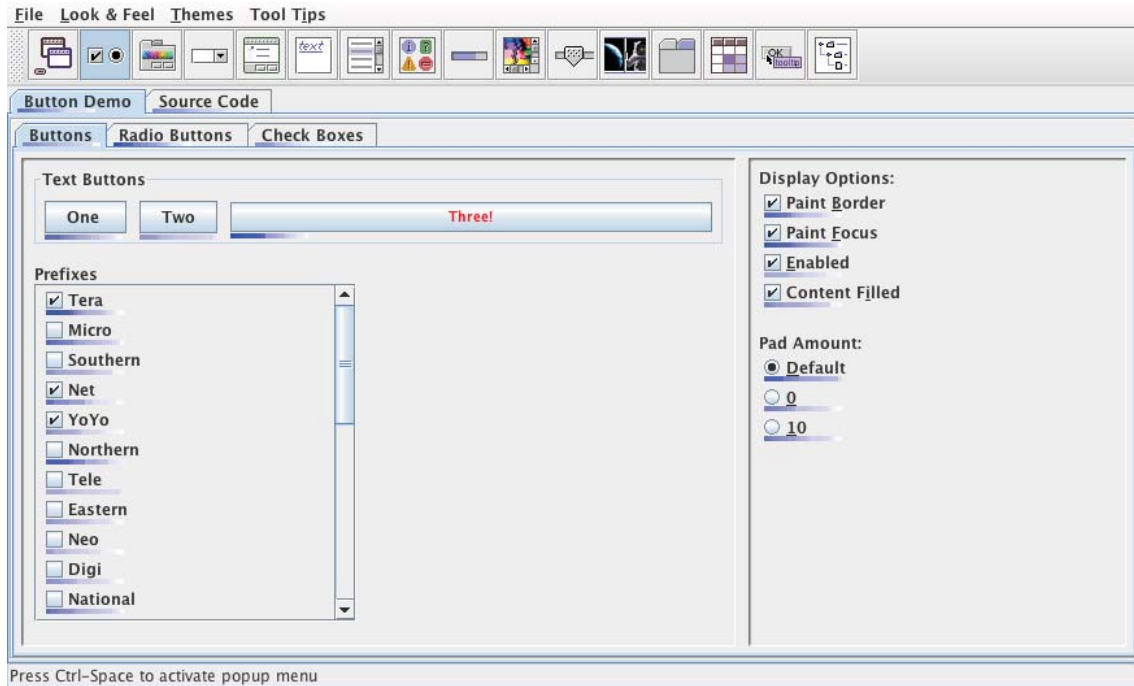 File Look & Feel Themes Tool Tips
text
OK
tooltip
Button Demo Source Code
Buttons Radio Buttons Check Boxes
Text Buttons
One Two Three!
Prefixes
Tera
Micro
Southern
Net
YoYo
Northern
Tele
Eastern
Neo
Digi
National
Display Options:
Paint Border
Paint Focus
Enabled
Content Filled
Pad Amount:
Default
0
10
Press Ctrl-Space to activate popup menu